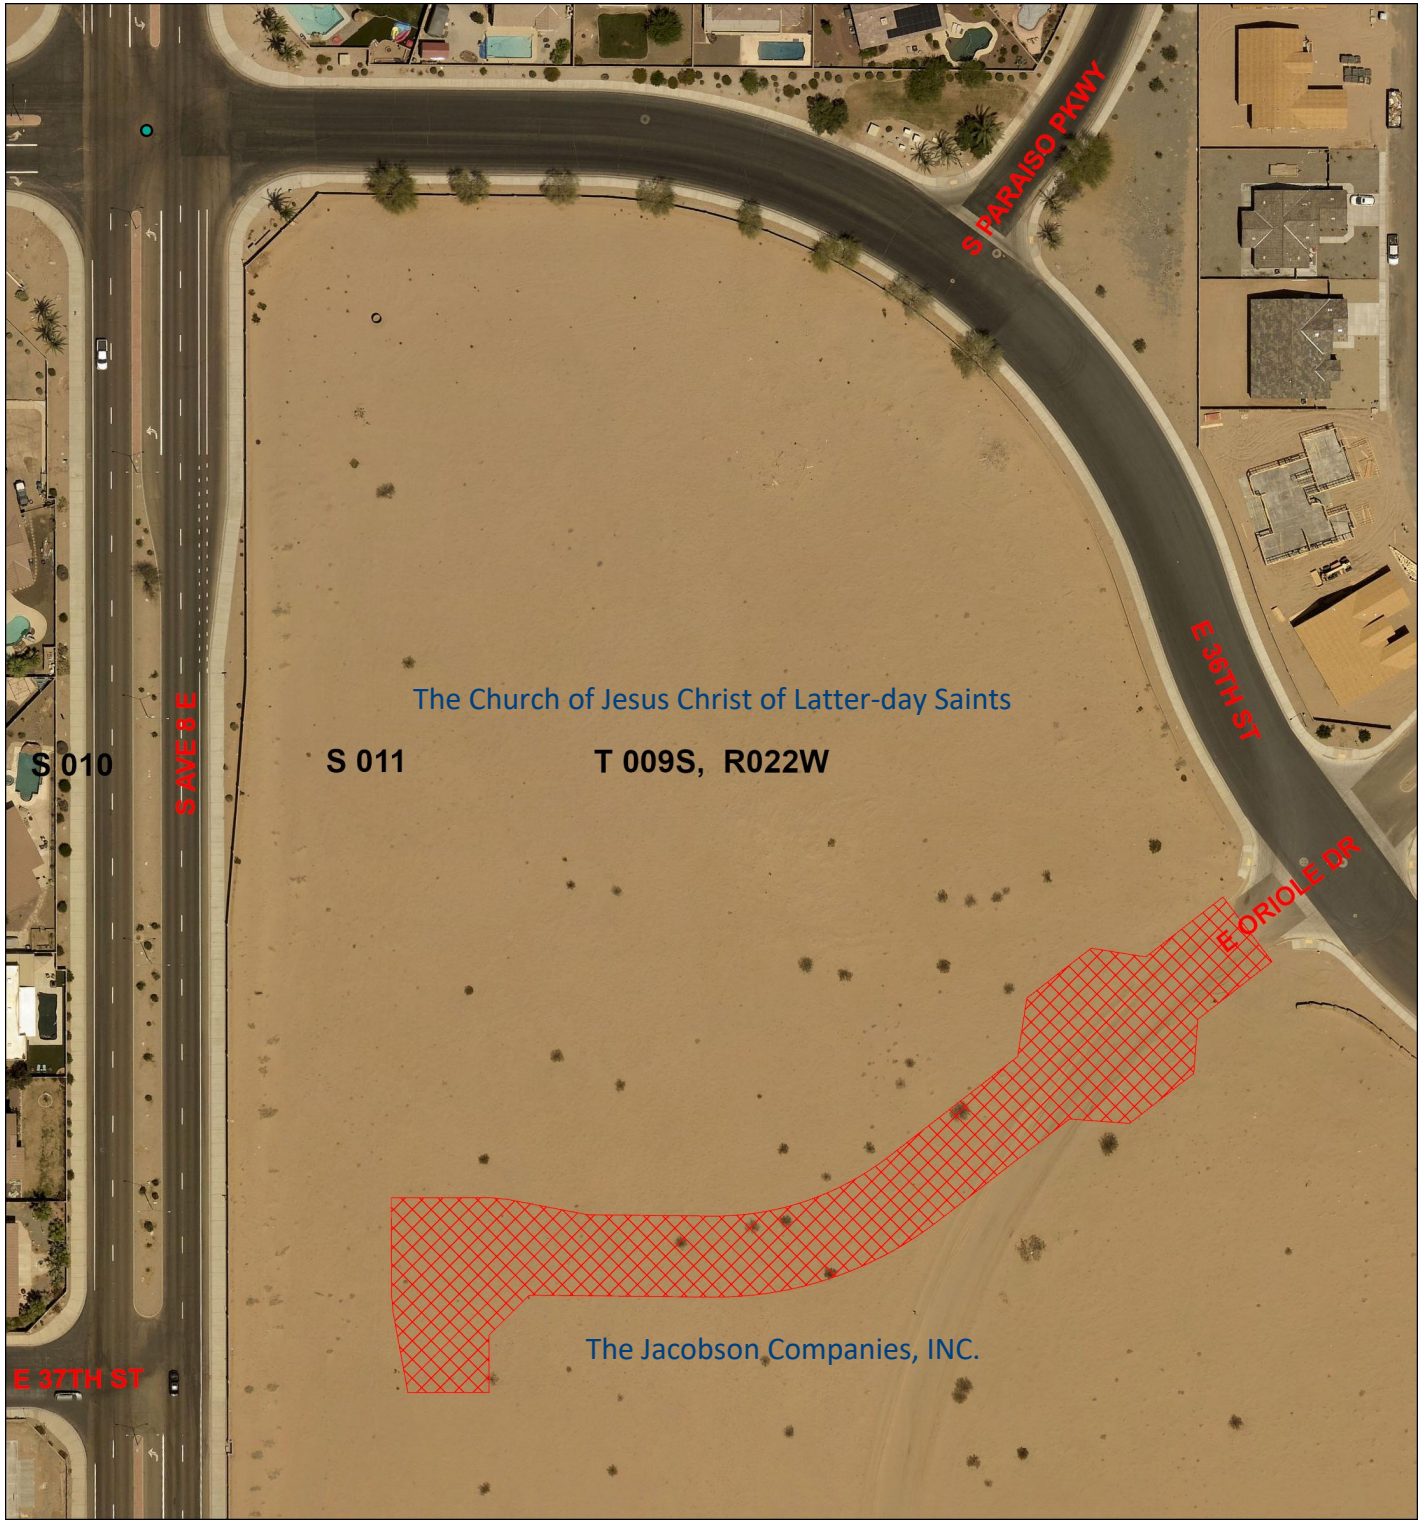 S PARAISO PKWY
E 36TH ST
The Church of Jesus Christ of Latter-day Saints
S 010
S AVE 8 E
S 011
T 009S, R022W
E ORIOLE DR
The Jacobson Companies, INC.
E 37TH ST